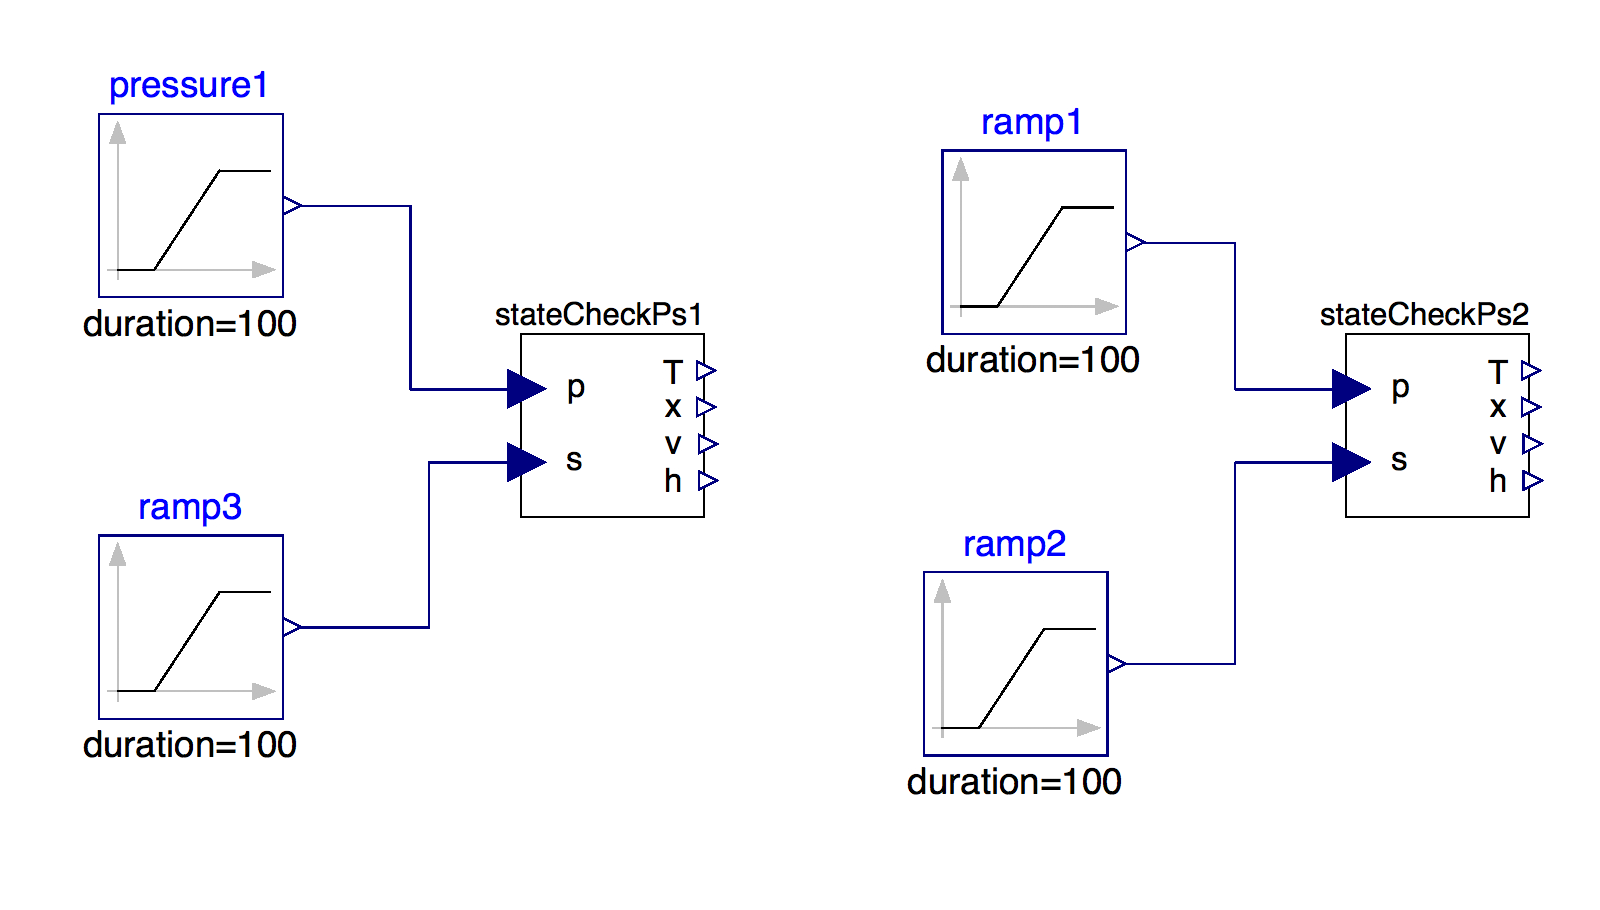 pressure1
duration=100
stateCheckPs1
p
s
T
x
v
h
ramp3
duration=100
ramp1
duration=100
stateCheckPs2
p
s
T
x
v
h
ramp2
duration=100